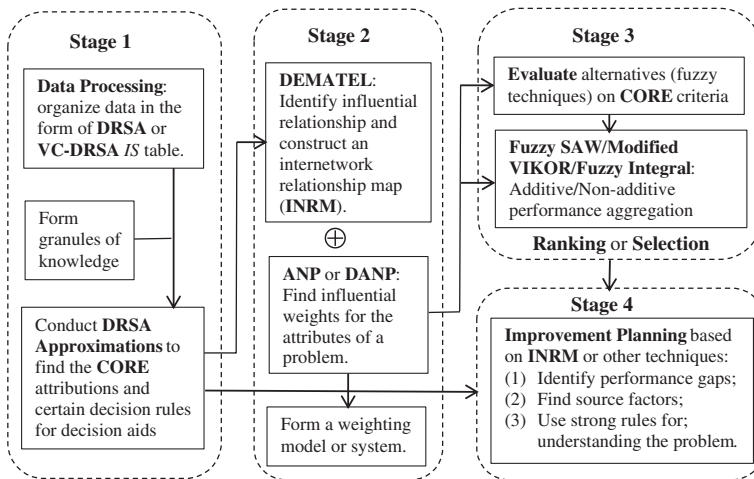 Stage 1
Data Processing:
organize data in the
form of DRSA or
VC-DRSA IS table.
Form
granules of
knowledge
Conduct DRSA
Approximations to
find the CORE
attributions and
certain decision rules
for decision aids
Stage 2
DEMATEL:
Identify influential
relationship and
construct an
internetwork
relationship map
(INRM).
ANP or DANP:
Find influential
weights for the
attributes of a
problem.
Form a weighting
model or system.
Stage 3
Evaluate alternatives (fuzzy
techniques) on CORE criteria
Fuzzy SAW/Modified
VIKOR/Fuzzy Integral:
Additive/Non-additive
performance aggregation
Ranking or Selection
Stage 4
Improvement Planning based
on INRM or other techniques:
(1) Identify performance gaps;
(2) Find source factors;
(3) Use strong rules for;
understanding the problem.